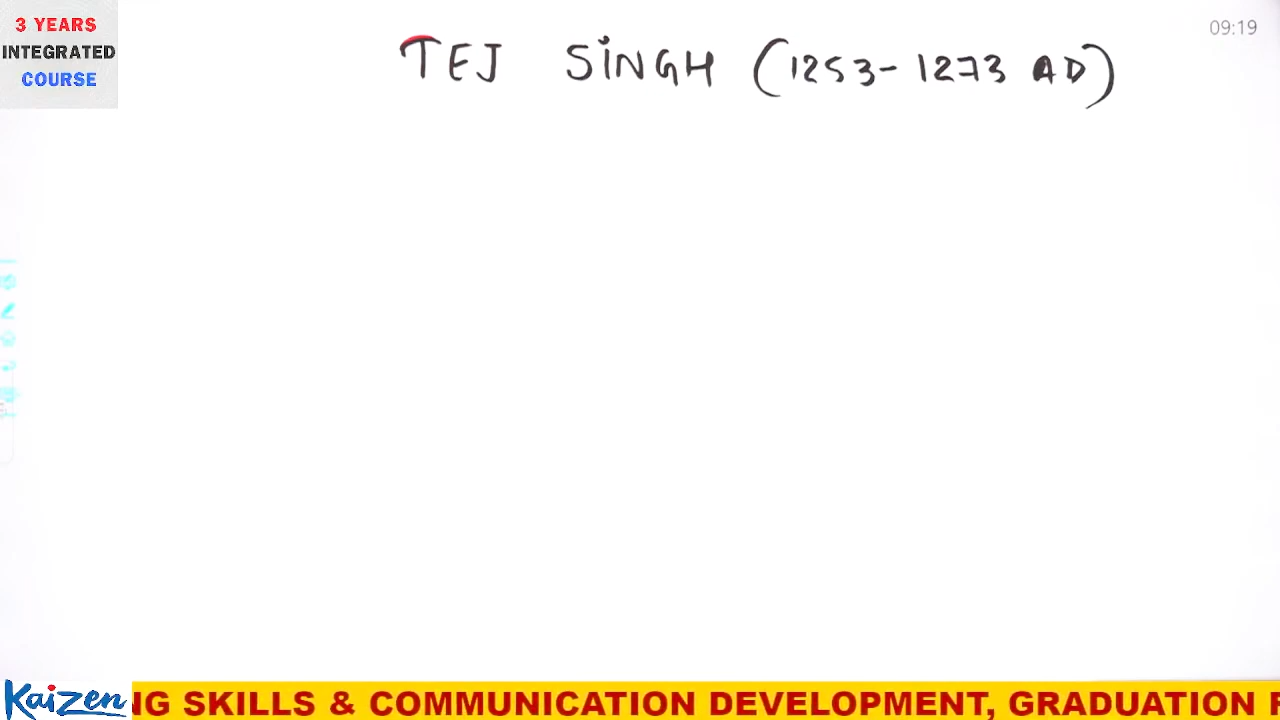 3 YEARS
INTEGRATED
COURSE
09:19
TEJ SiNGH (1253-1273 AD)
Kaizen
NG SKILLS & COMMUNICATION DEVELOPMENT, GRADUATION